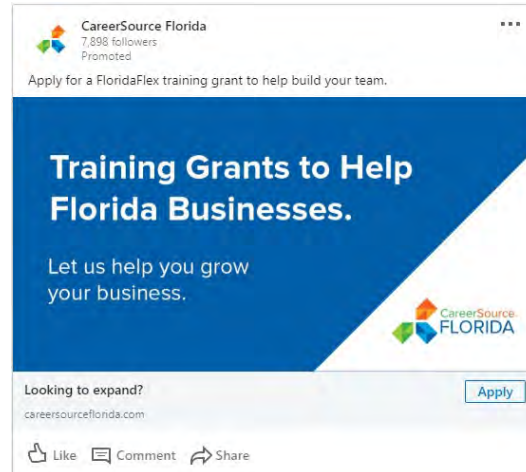 CareerSource Florida
7,898 followers
Promoted
Apply for a FloridaFlex training grant to help build your team.
Training Grants to Help
Florida Businesses.
Let us help you grow
your business.
CareerSource
FLORIDA
Looking to expand?
Apply
careersourceflorida.com
Like Comment Share